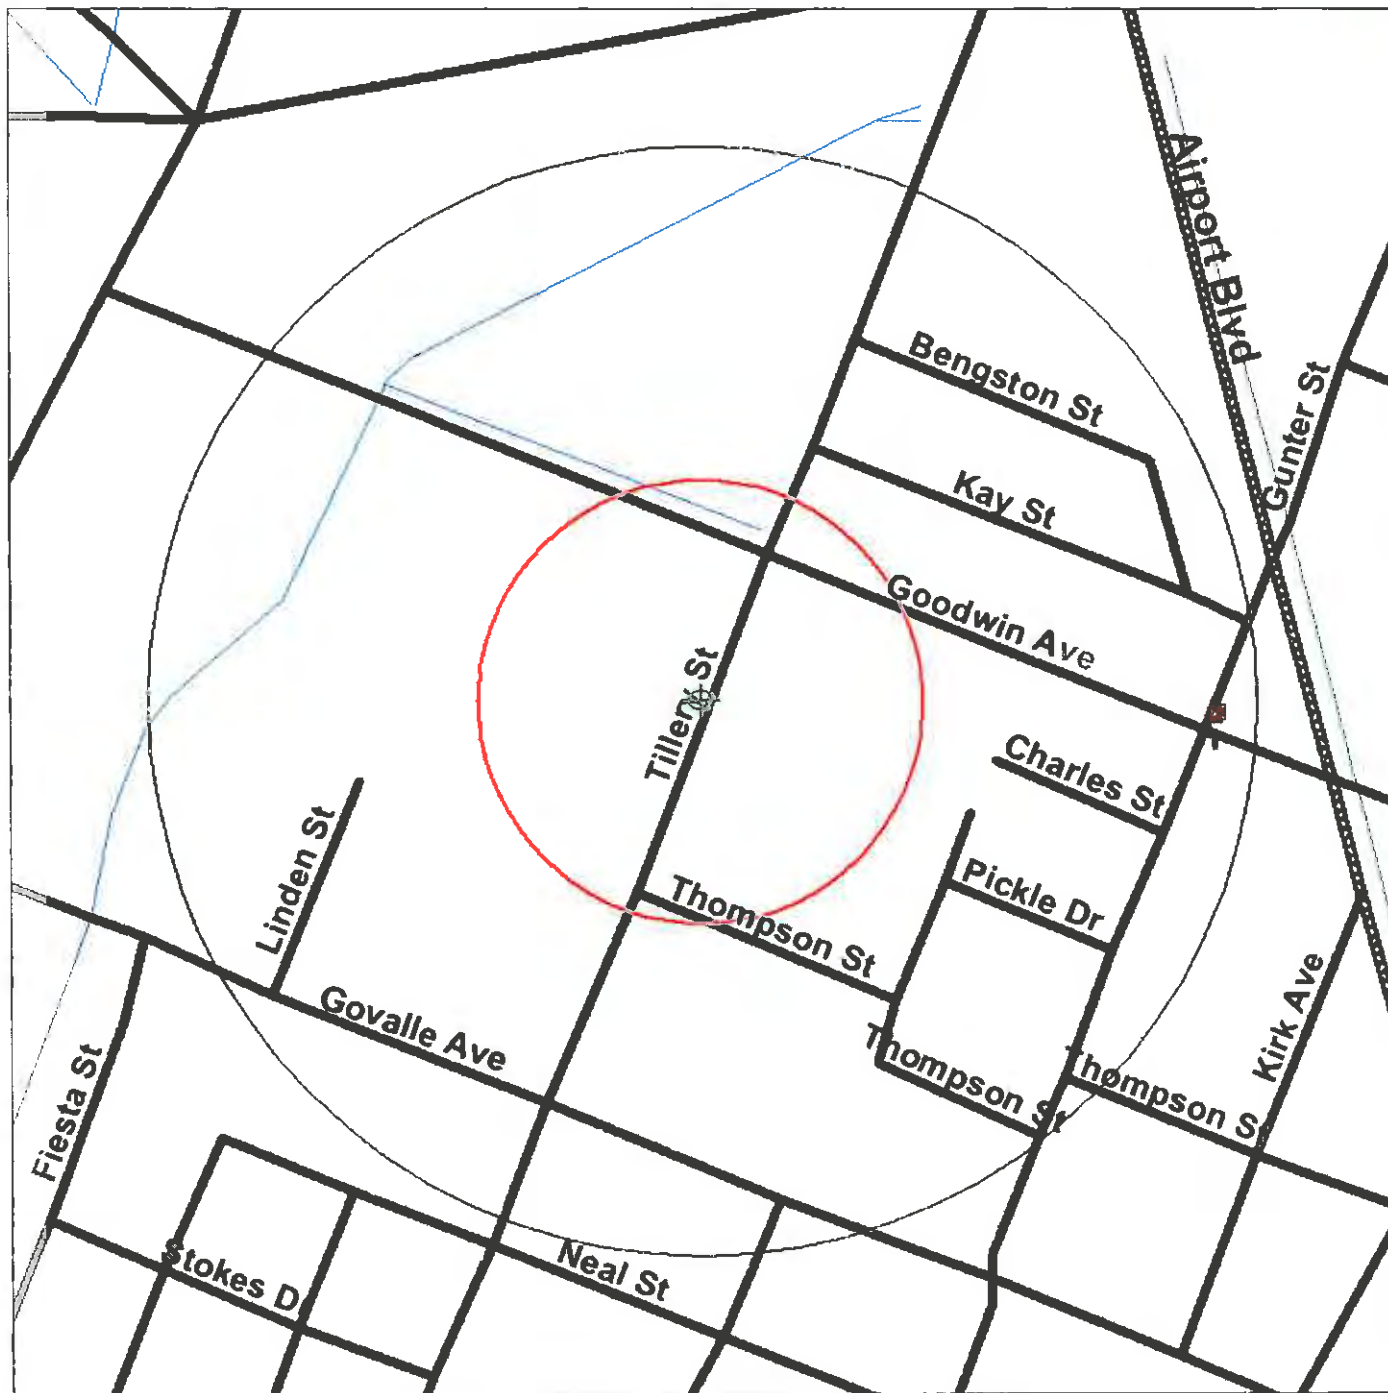 Airport Blvd
Bengston St
Gunter St
Kay St
Goodwin Ave
Tillery St
Charles St
Linden St
Pickle Dr
Thompson St
Govalle Ave
Thompson St
Thompson St
Kirk Ave
Fiesta St
Stokes D
Neal St